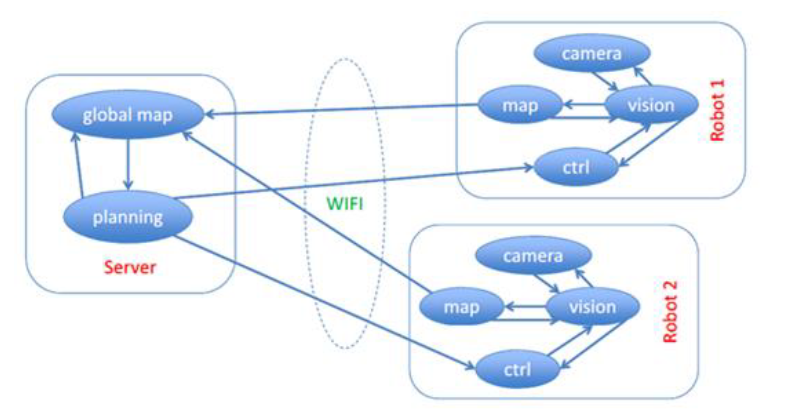 global map
planning
Server
WIFI
camera
map
vision
ctrl
Robot 1
camera
map
vision
ctrl
Robot 2